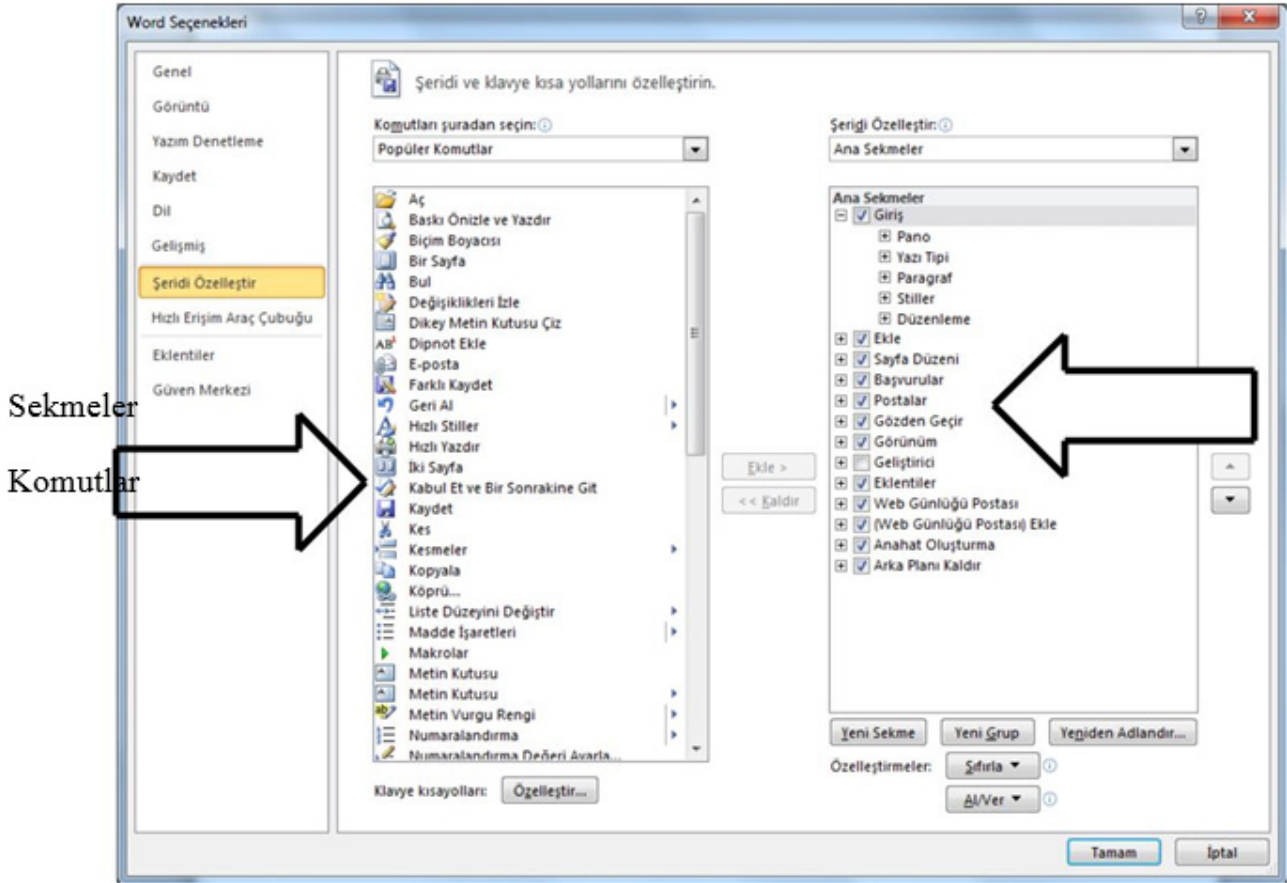 Word Seçenekleri
Genel
Görüntü
Yazım Denetleme
Kaydet
Dil
Gelişmiş
Şeridi Özelleştir
Hızlı Erişim Araç Çubuğu
Eklentiler
Güven Merkezi
Sekmeler
Komutlar
Şeridi ve klavye kısa yollarını özelleştirin.
Komutları şuradan seçin:
Popüler Komutlar
Aç
Baskı Önizle ve Yazdır
Biçim Boyacısı
Bir Sayfa
Bul
Değişiklikleri İzle
Dikey Metin Kutusu Çiz
Dipnot Ekle
E-posta
Farklı Kaydet
Geri Al
Hızlı Stiller
Hızlı Yazdır
İki Sayfa
Kabul Et ve Bir Sonrakine Git
Kaydet
Kes
Kesmeler
Kopyala
Köprü...
Liste Düzeyini Değiştir
Madde İşaretleri
Makrolar
Metin Kutusu
Metin Kutusu
Metin Vurgu Rengi
Numaralandırma
Numaralandırma Değeri Ayarla...
Klavye kısayolları: Özelleştir...
Ekle >
<< Kaldır
Şeridi Özelleştir:
Ana Sekmeler
Ana Sekmeler
Giriş
Pano
Yazı Tipi
Paragraf
Stiller
Düzenleme
Ekle
Sayfa Düzeni
Başvurular
Postalar
Gözden Geçir
Görünüm
Geliştirici
Eklentiler
Web Günlüğü Postası
(Web Günlüğü Postası) Ekle
Anahat Oluşturma
Arka Planı Kaldır
Yeni Sekme Yeni Grup Yeniden Adlandır...
Özelleştirmeler: Sıfırla
Al/Ver
Tamam İptal